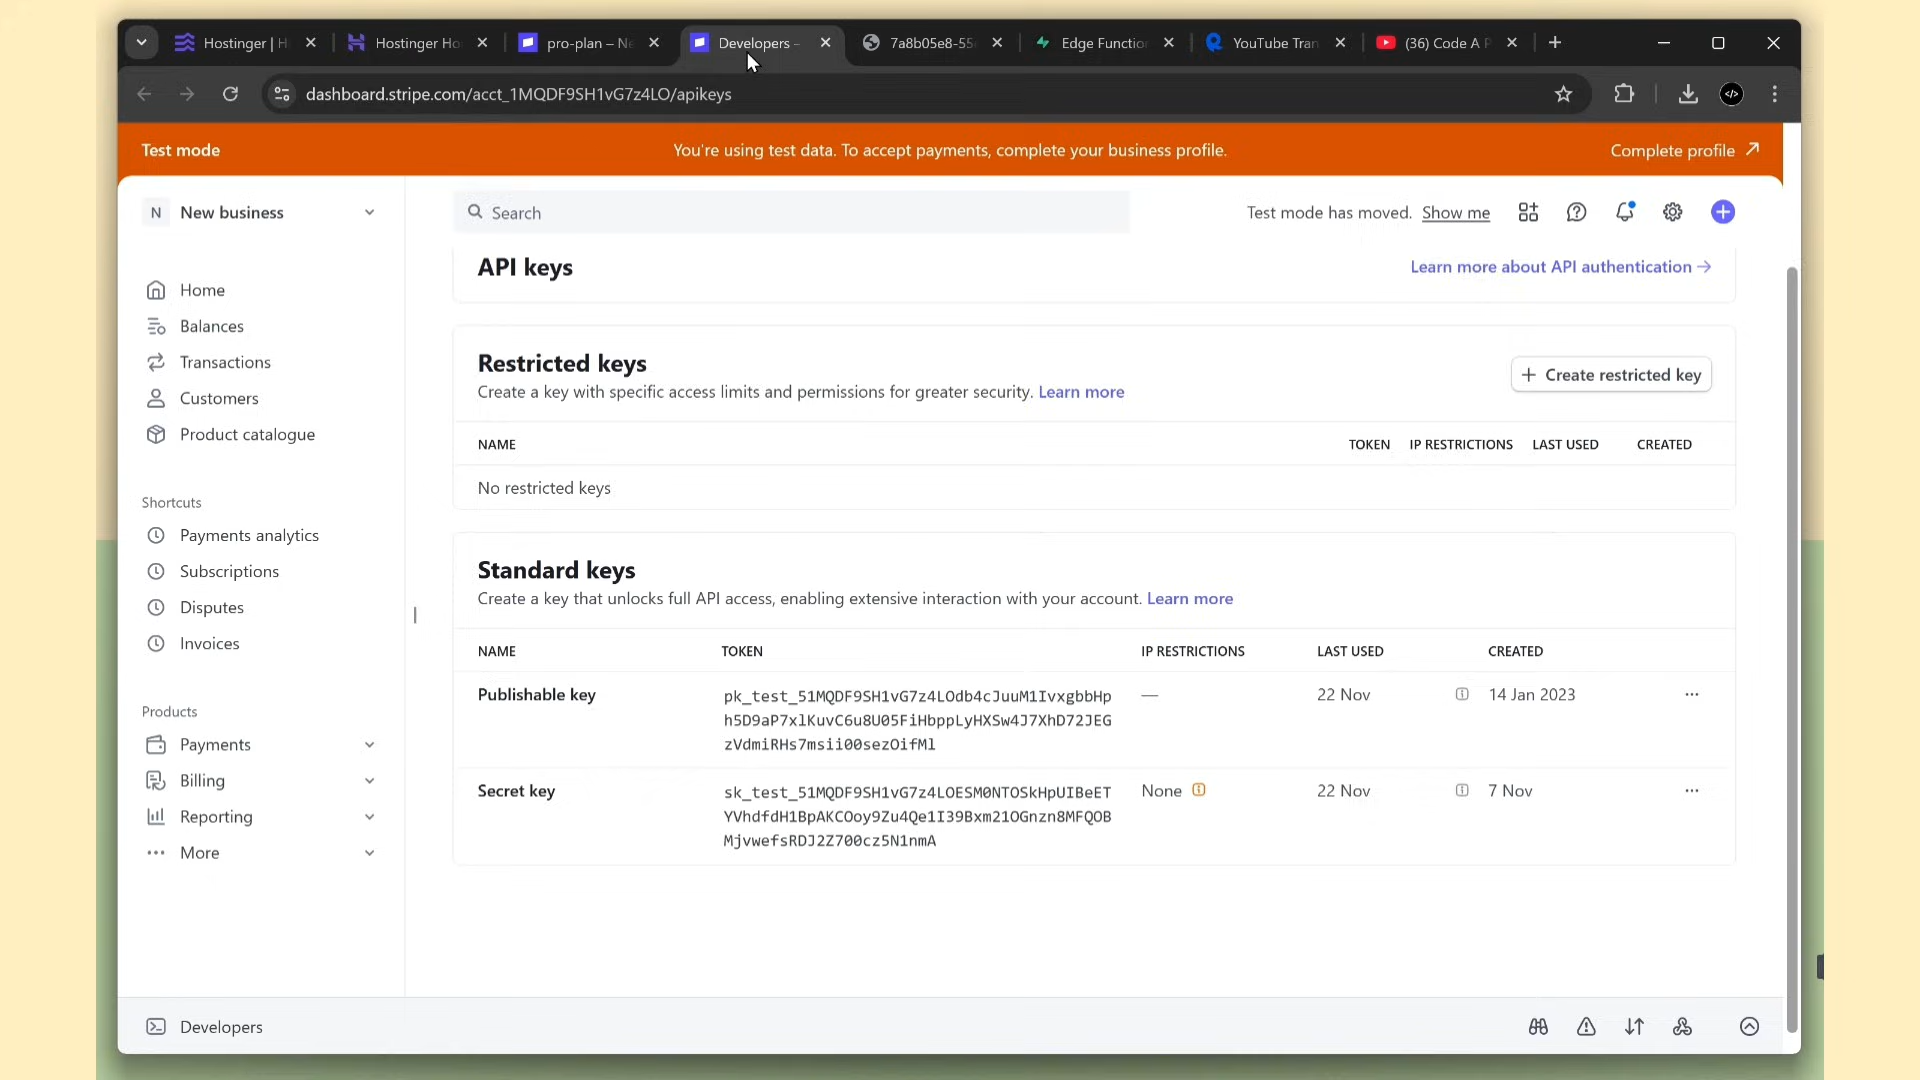 Hostinger | H
Hostinger Ho
pro-plan – Ne
Developers –
7a8b05e8-55
Edge Functio
YouTube Tran
(36) Code A P
dashboard.stripe.com/acct_1MQDF9SH1vG7z4LO/apikeys
Test mode
You're using test data. To accept payments, complete your business profile.
Complete profile
N New business
Search
Test mode has moved. Show me
Home
Balances
Transactions
Customers
Product catalogue
Shortcuts
Payments analytics
Subscriptions
Disputes
Invoices
Products
Payments
Billing
Reporting
More
API keys
Learn more about API authentication
Restricted keys
Create a key with specific access limits and permissions for greater security. Learn more
Create restricted key
NAME TOKEN IP RESTRICTIONS LAST USED CREATED
No restricted keys
Standard keys
Create a key that unlocks full API access, enabling extensive interaction with your account. Learn more
NAME TOKEN IP RESTRICTIONS LAST USED CREATED
Publishable key pk_test_51MQDF9SH1vG7z4LOdb4cJuuM1IvxgbbHp — 22 Nov 14 Jan 2023
h5D9aP7xlKuvC6u8U05FiHbppLyHXSw4J7XhD72JEG
zVdmiRHs7msii00sezOifMl
Secret key sk_test_51MQDF9SH1vG7z4LOESM0NTOSkHpUIBeET None 22 Nov 7 Nov
YVhdfdH1BpAKCOoy9Zu4Qe1I39Bxm21OGnzn8MFQOB
MjvwefsRDJ2Z700cz5N1nmA
Developers